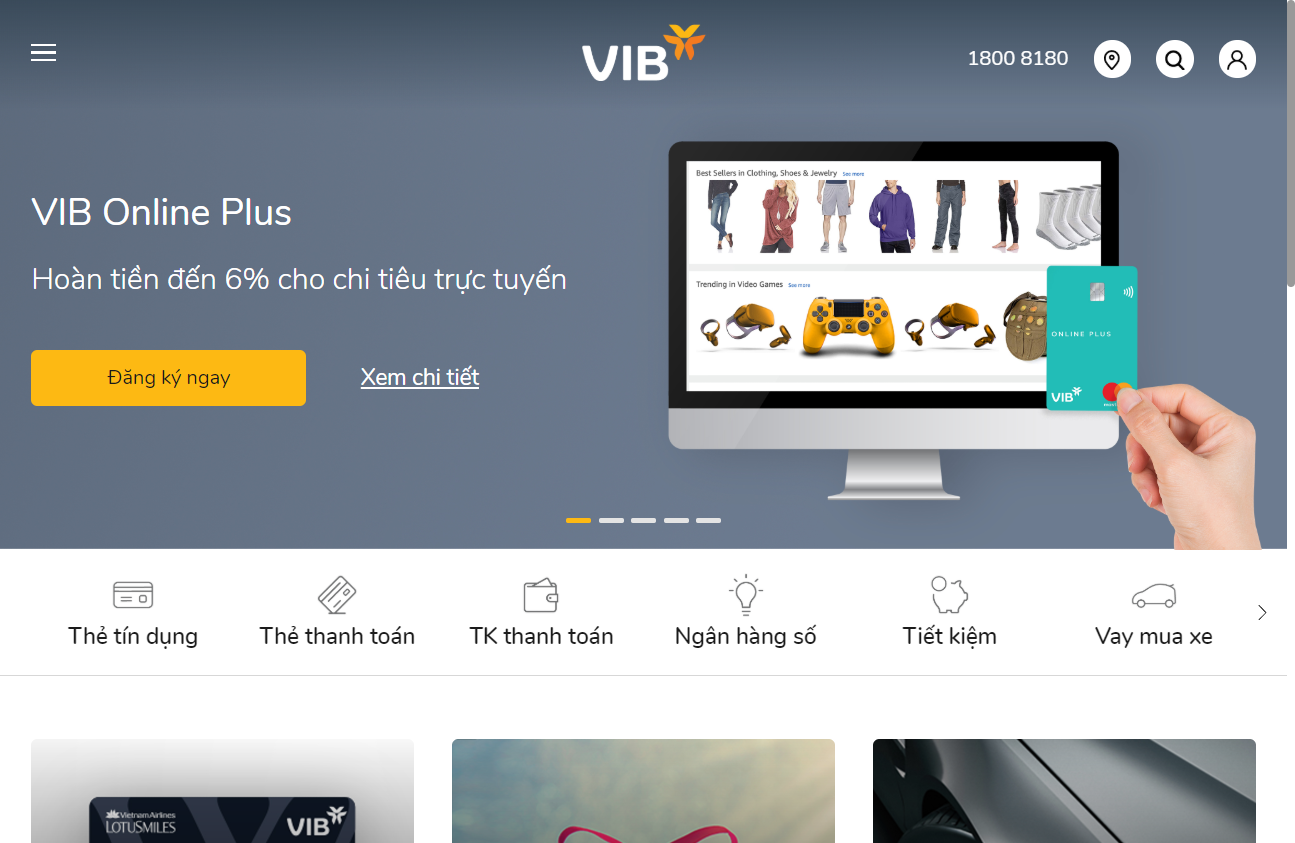 VIB
1800 8180
Best Sellers in Clothing, Shoes & Jewelry See more
VIB Online Plus
Hoàn tiền đến 6% cho chi tiêu trực tuyến
Trending in Video Games See more
ONLINE PLUS
VIB
Đăng ký ngay
Xem chi tiết
Thẻ tín dụng
Thẻ thanh toán
TK thanh toán
Ngân hàng số
Tiết kiệm
Vay mua xe
Vietnam Airlines
LOTUSMILES
VIB